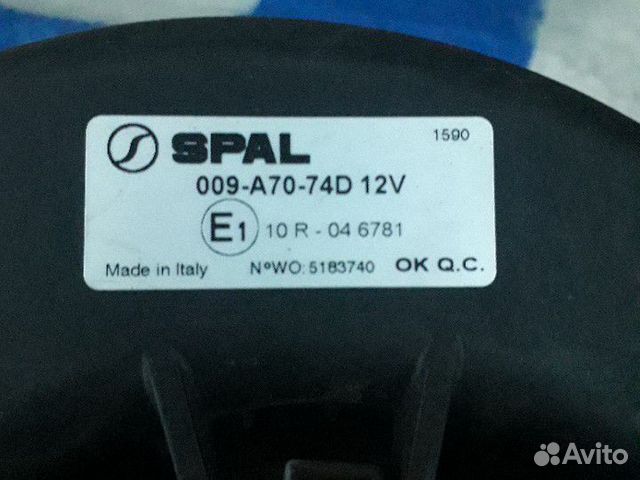 1590
SPAL
009-A70-74D 12V
E1 10 R - 04 6781
Made in Italy N°WO: 5183740 OK Q.C.
Avito